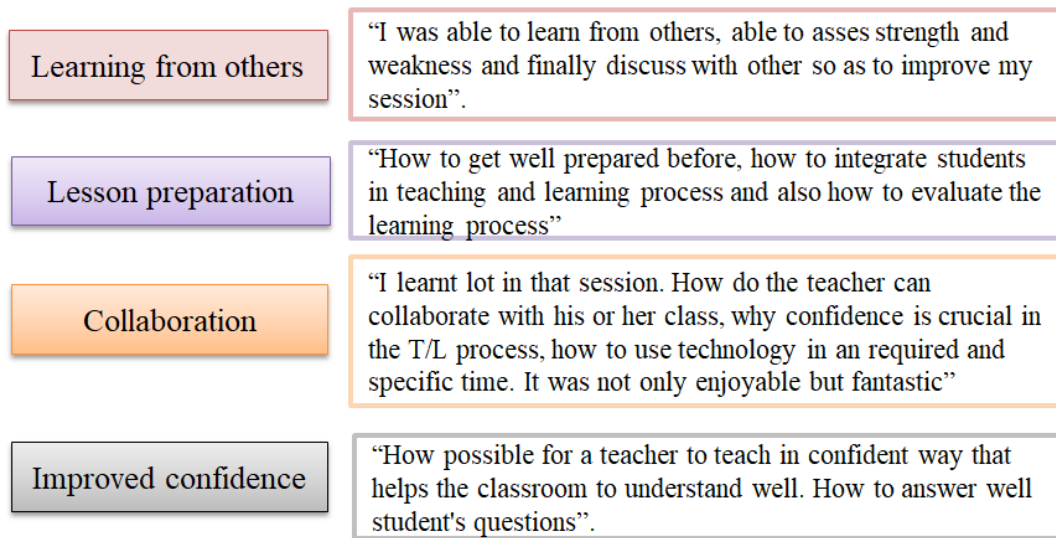 Learning from others
“I was able to learn from others, able to asses strength and
weakness and finally discuss with other so as to improve my
session”.
Lesson preparation
“How to get well prepared before, how to integrate students
in teaching and learning process and also how to evaluate the
learning process”
Collaboration
“I learnt lot in that session. How do the teacher can
collaborate with his or her class, why confidence is crucial in
the T/L process, how to use technology in an required and
specific time. It was not only enjoyable but fantastic”
Improved confidence
“How possible for a teacher to teach in confident way that
helps the classroom to understand well. How to answer well
student's questions”.